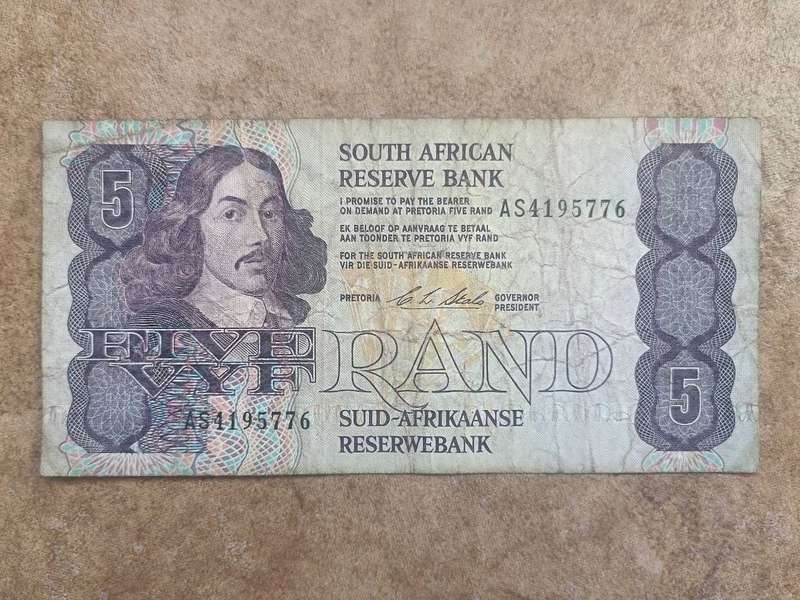 5
SOUTH AFRICAN
RESERVE BANK
I PROMISE TO PAY THE BEARER
ON DEMAND AT PRETORIA FIVE RAND AS4195776
EK BELOOF OP AANVRAAG TE BETAAL
AAN TOONDER TE PRETORIA VYF RAND
FOR THE SOUTH AFRICAN RESERVE BANK
VIR DIE SUID-AFRIKAANSE RESERWEBANK
PRETORIA GOVERNOR
PRESIDENT
FIVE
VYF RAND
5
AS4195776
SUID-AFRIKAANSE
RESERWEBANK